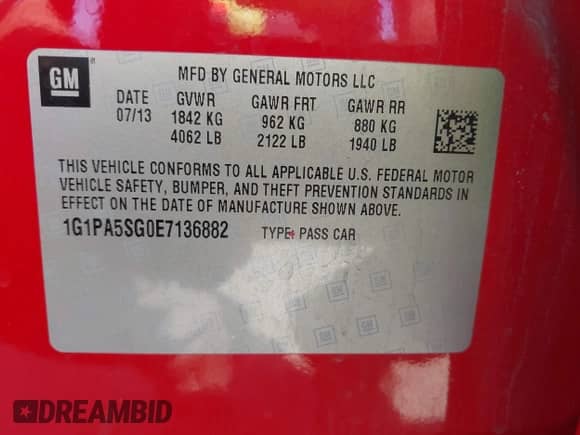 GM
MFD BY GENERAL MOTORS LLC
DATE GVWR GAWR FRT GAWR RR
07/13 1842 KG 962 KG 880 KG
4062 LB 2122 LB 1940 LB
THIS VEHICLE CONFORMS TO ALL APPLICABLE U.S. FEDERAL MOTOR
VEHICLE SAFETY, BUMPER, AND THEFT PREVENTION STANDARDS IN
EFFECT ON THE DATE OF MANUFACTURE SHOWN ABOVE.
1G1PA5SG0E7136882 TYPE: PASS CAR
DREAMBID